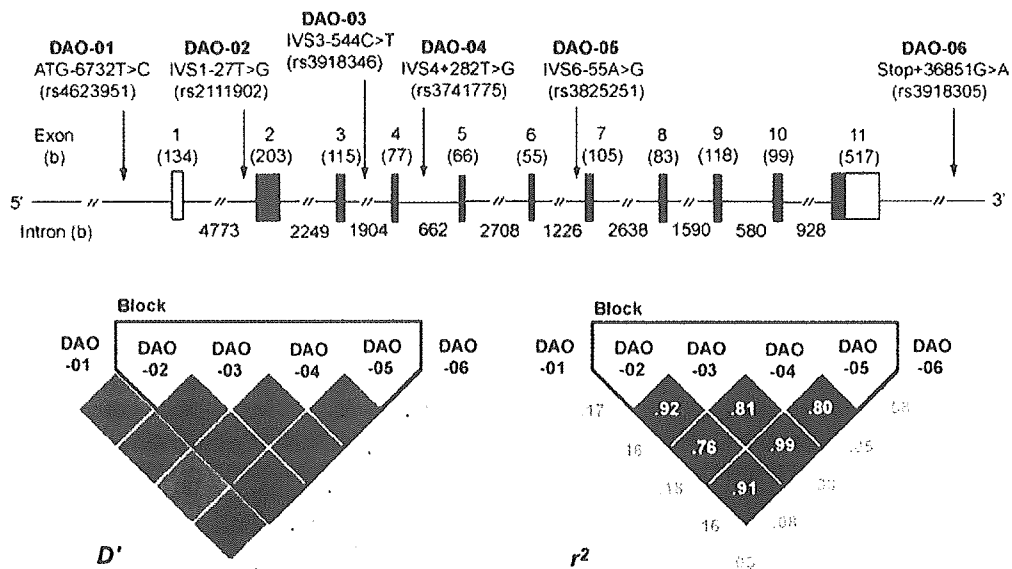 DAO-01 ATG-6732T>C (rs4623951)
DAO-02 IVS1-27T>G (rs2111902)
DAO-03 IVS3-544C>T (rs3918346)
DAO-04 IVS4+282T>G (rs3741775)
DAO-05 IVS6-55A>G (rs3825251)
DAO-06 Stop+36851G>A (rs3918305)
Exon 1 2 3 4 5 6 7 8 9 10 11
(b) (134) (203) (115) (77) (66) (55) (105) (83) (118) (99) (517)
5' 3'
Intron (b) 4773 2249 1904 662 2708 1226 2638 1590 580 928
Block
DAO -01 DAO -02 DAO -03 DAO -04 DAO -05 DAO -06
D'
Block
DAO -01 DAO -02 DAO -03 DAO -04 DAO -05 DAO -06
.17 .92 .81 .80
16 .76 .99
.91
16 .08
r²